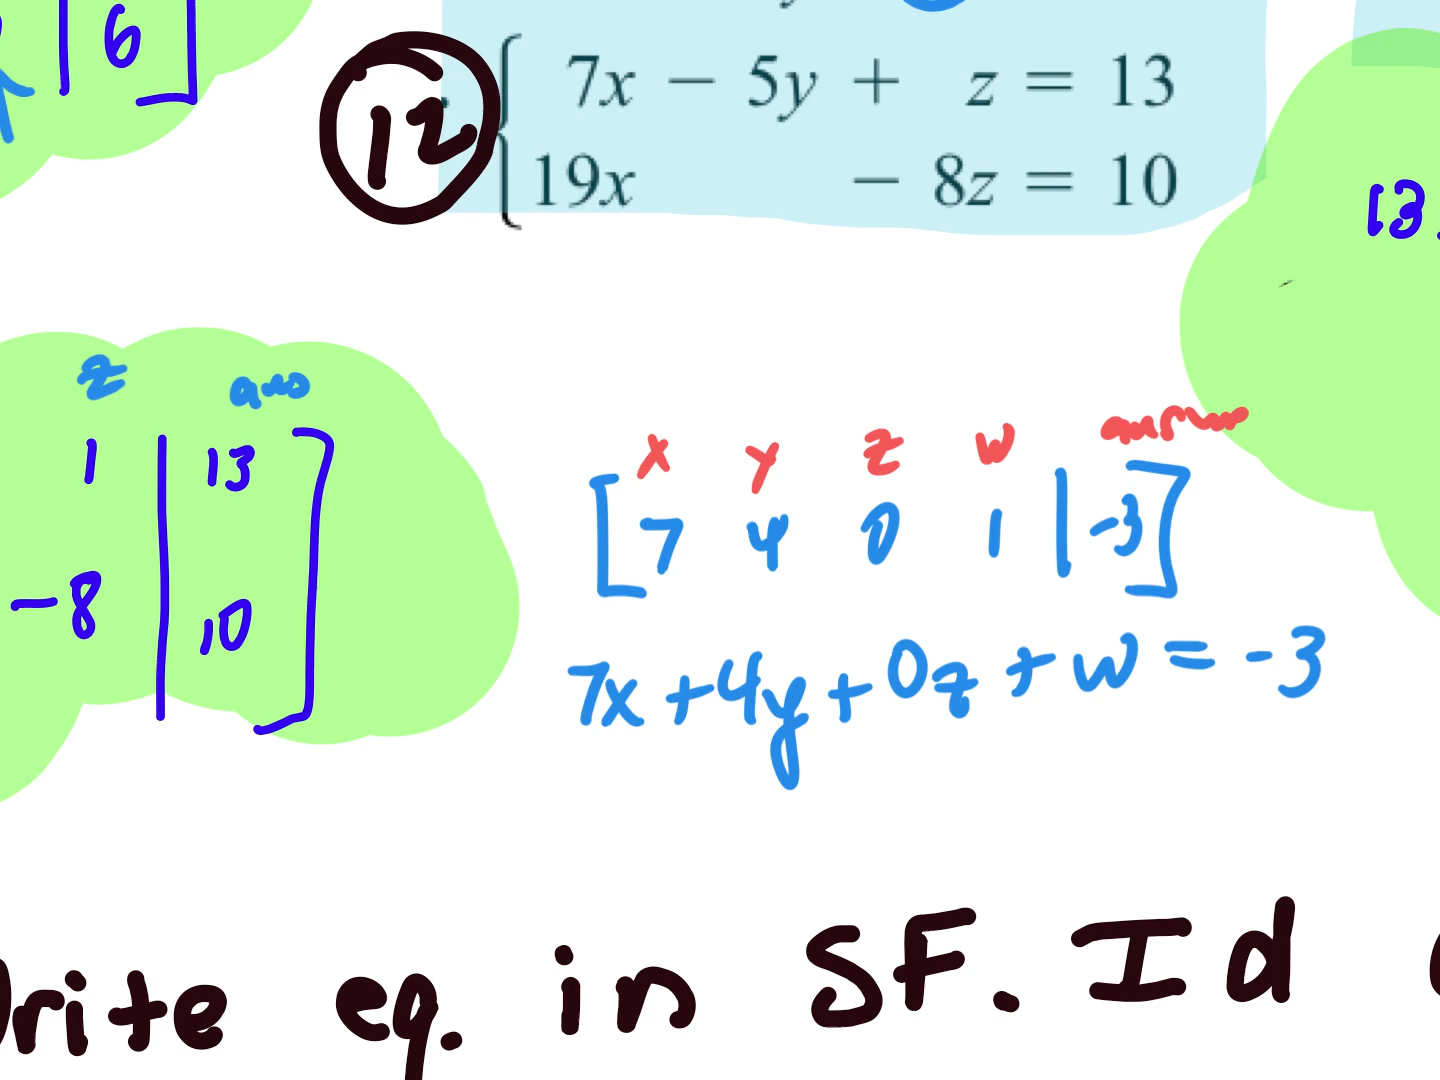 6
12
7x − 5y + z = 13
19x − 8z = 10
13
z ans
1 | 13
-8 | 10
x y z w answer
[7 4 0 1 | -3]
7x + 4y + 0z + w = -3
Write eq. in SF. Id